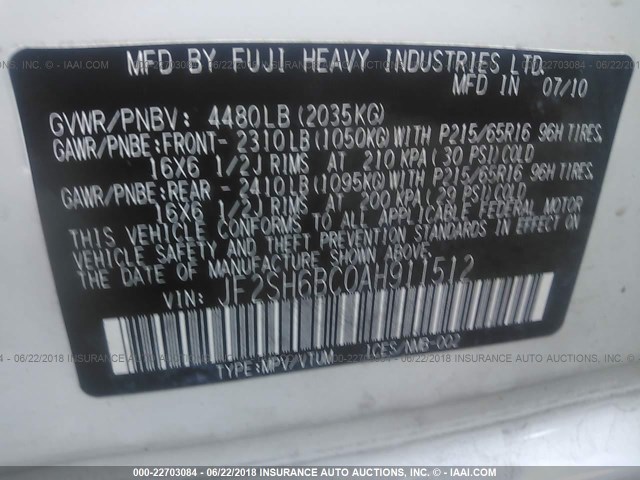 MFD BY FUJI HEAVY INDUSTRIES LTD.
MFD IN 07/10
GVWR/PNBV: 4480LB (2035KG)
GAWR/PNBE:FRONT- 2310LB(1050KG)WITH P215/65R16 96H TIRES,
16X6 1/2J RIMS AT 210 KPA( 30 PSI)COLD
GAWR/PNBE:REAR - 2410LB(1095KG)WITH P215/65R16 96H TIRES,
16X6 1/2J RIMS AT 200 KPA( 29 PSI)COLD
THIS VEHICLE CONFORMS TO ALL APPLICABLE FEDERAL MOTOR
VEHICLE SAFETY AND THEFT PREVENTION STANDARDS IN EFFECT ON
THE DATE OF MANUFACTURE SHOWN ABOVE.
VIN: JF2SH6BC0AH911512
TYPE:MPV/VTUM ICES/NMB-002
000-22703084 - 06/22/2018 INSURANCE AUTO AUCTIONS - © IAAI.COM